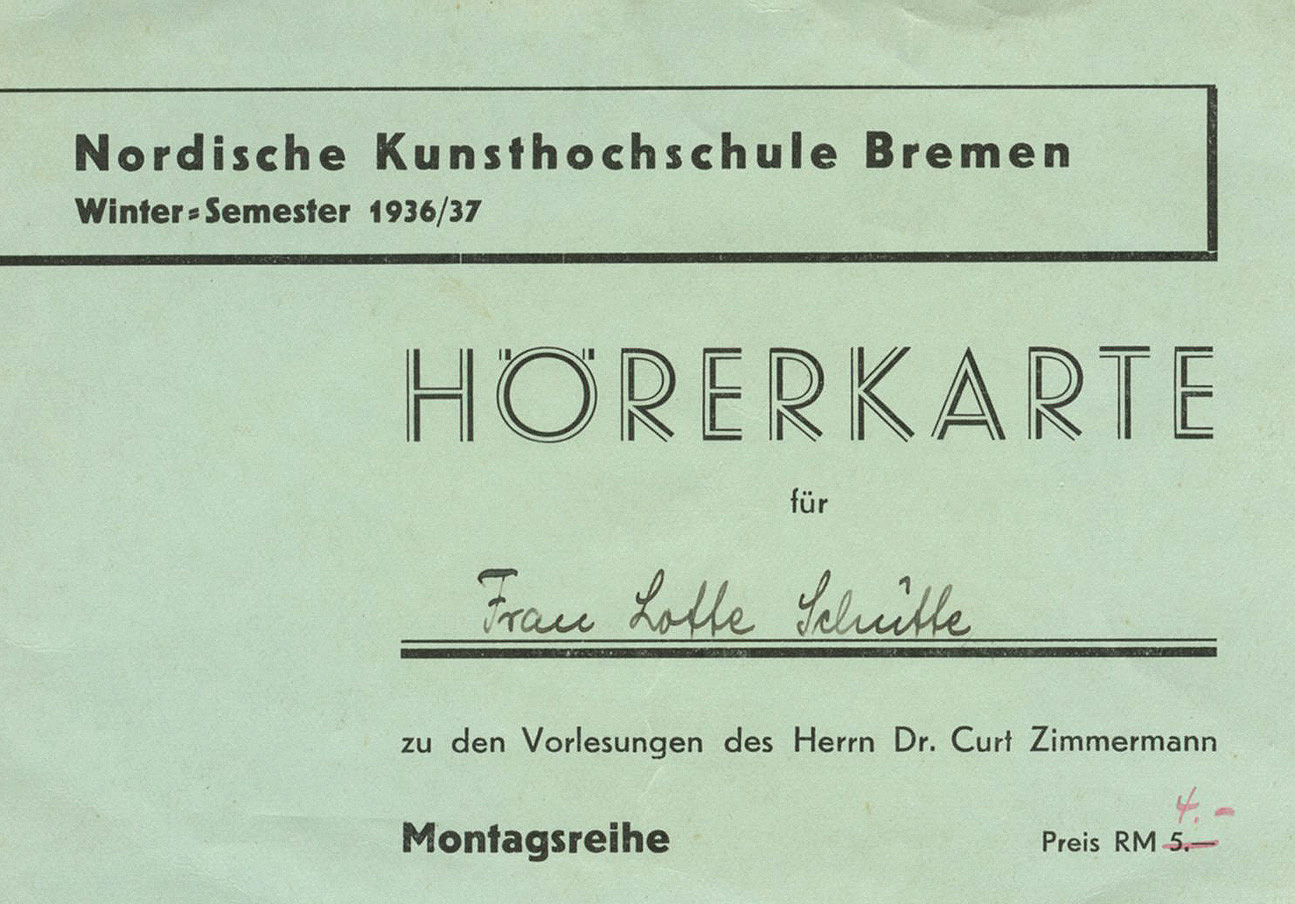 Nordische Kunsthochschule Bremen
Winter=Semester 1936/37
HÖRERKARTE
für
Frau Lotte Schütte
zu den Vorlesungen des Herrn Dr. Curt Zimmermann
4.-
Montagsreihe Preis RM 5.—